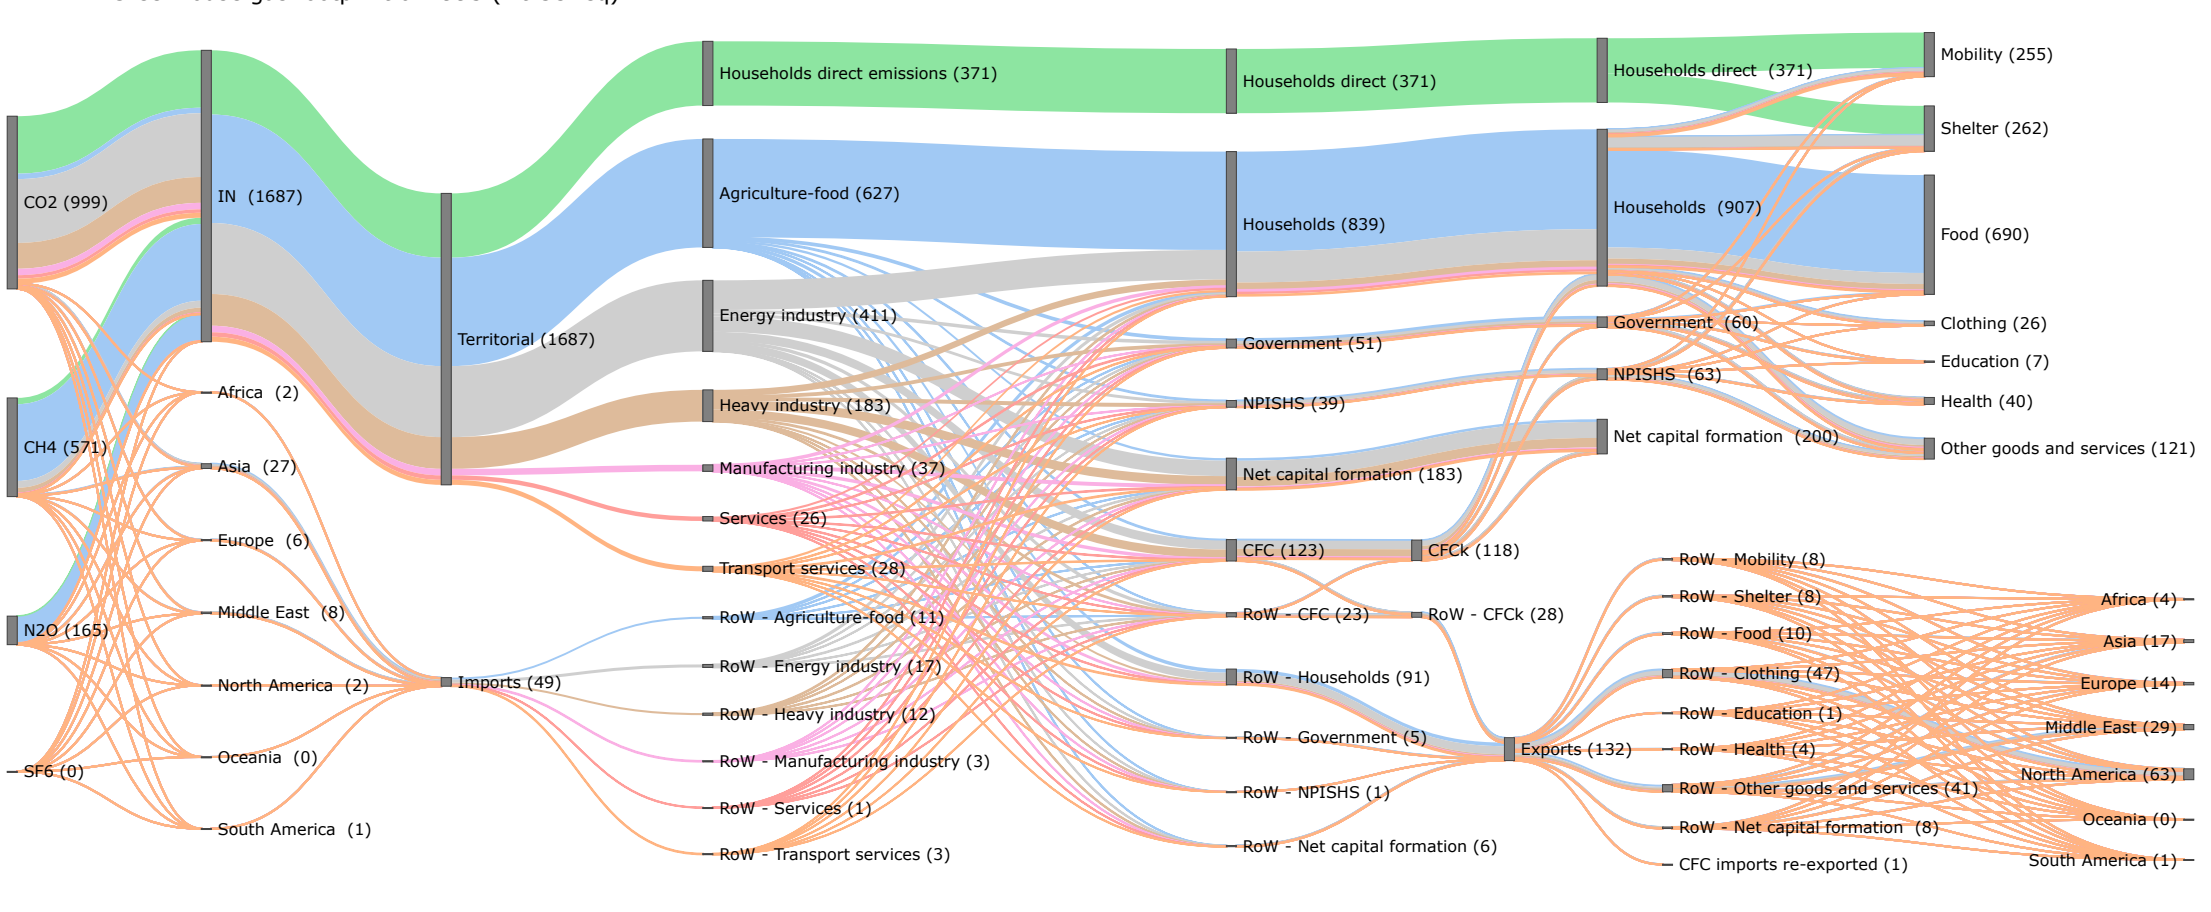 CO2 (999)
CH4 (571)
N2O (165)
SF6 (0)
IN (1687)
Africa (2)
Asia (27)
Europe (6)
Middle East (8)
North America (2)
Oceania (0)
South America (1)
Territorial (1687)
Imports (49)
Households direct emissions (371)
Agriculture-food (627)
Energy industry (411)
Heavy industry (183)
Manufacturing industry (37)
Services (26)
Transport services (28)
RoW - Agriculture-food (11)
RoW - Energy industry (17)
RoW - Heavy industry (12)
RoW - Manufacturing industry (3)
RoW - Services (1)
RoW - Transport services (3)
Households direct (371)
Households (839)
Government (51)
NPISHS (39)
Net capital formation (183)
CFC (123)
RoW - CFC (23)
RoW - Households (91)
RoW - Government (5)
RoW - NPISHS (1)
RoW - Net capital formation (6)
CFCk (118)
RoW - CFCk (28)
Exports (132)
Households direct (371)
Households (907)
Government (60)
NPISHS (63)
Net capital formation (200)
RoW - Mobility (8)
RoW - Shelter (8)
RoW - Food (10)
RoW - Clothing (47)
RoW - Education (1)
RoW - Health (4)
RoW - Other goods and services (41)
RoW - Net capital formation (8)
CFC imports re-exported (1)
Mobility (255)
Shelter (262)
Food (690)
Clothing (26)
Education (7)
Health (40)
Other goods and services (121)
Africa (4)
Asia (17)
Europe (14)
Middle East (29)
North America (63)
Oceania (0)
South America (1)